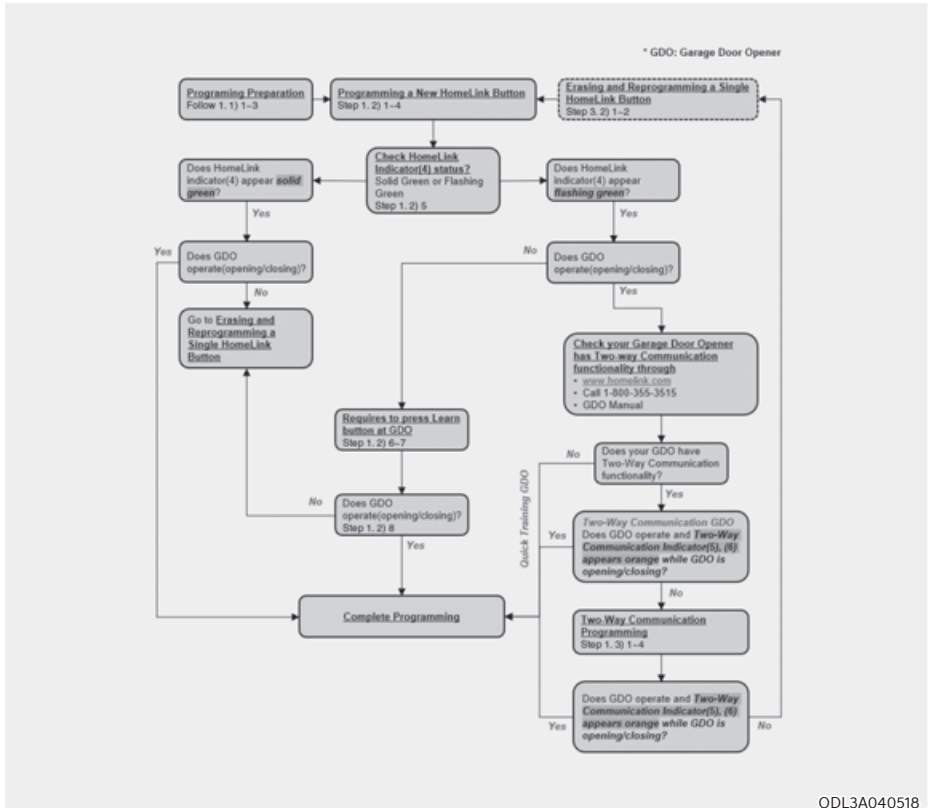 * GDO: Garage Door Opener
Programing Preparation
Follow 1. 1) 1~3
Programming a New HomeLink Button
Step 1. 2) 1~4
Erasing and Reprogramming a Single
HomeLink Button
Step 3. 2) 1~2
Does HomeLink
indicator(4) appear solid
green?
Check HomeLink
Indicator(4) status?
Solid Green or Flashing
Green
Step 1. 2) 5
Does HomeLink
indicator(4) appear
flashing green?
Yes
Yes
Yes
Does GDO
operate(opening/closing)?
No
Does GDO
operate(opening/closing)?
No
Yes
Go to Erasing and
Reprogramming a
Single HomeLink
Button
Check your Garage Door Opener
has Two-way Communication
functionality through
• www.homelink.com
• Call 1-800-355-3515
• GDO Manual
Requires to press Learn
button at GDO
Step 1. 2) 6~7
No
Does your GDO have
Two-Way Communication
functionality?
Yes
No
Does GDO
operate(opening/closing)?
Step 1. 2) 8
Yes
Quick Training GDO
Yes
Two-Way Communication GDO
Does GDO operate and Two-Way
Communication Indicator(5), (6)
appears orange while GDO is
opening/closing?
No
Complete Programming
Two-Way Communication
Programming
Step 1. 3) 1~4
Does GDO operate and Two-Way
Communication Indicator(5), (6)
appears orange while GDO is
opening/closing?
Yes
No
ODL3A040518